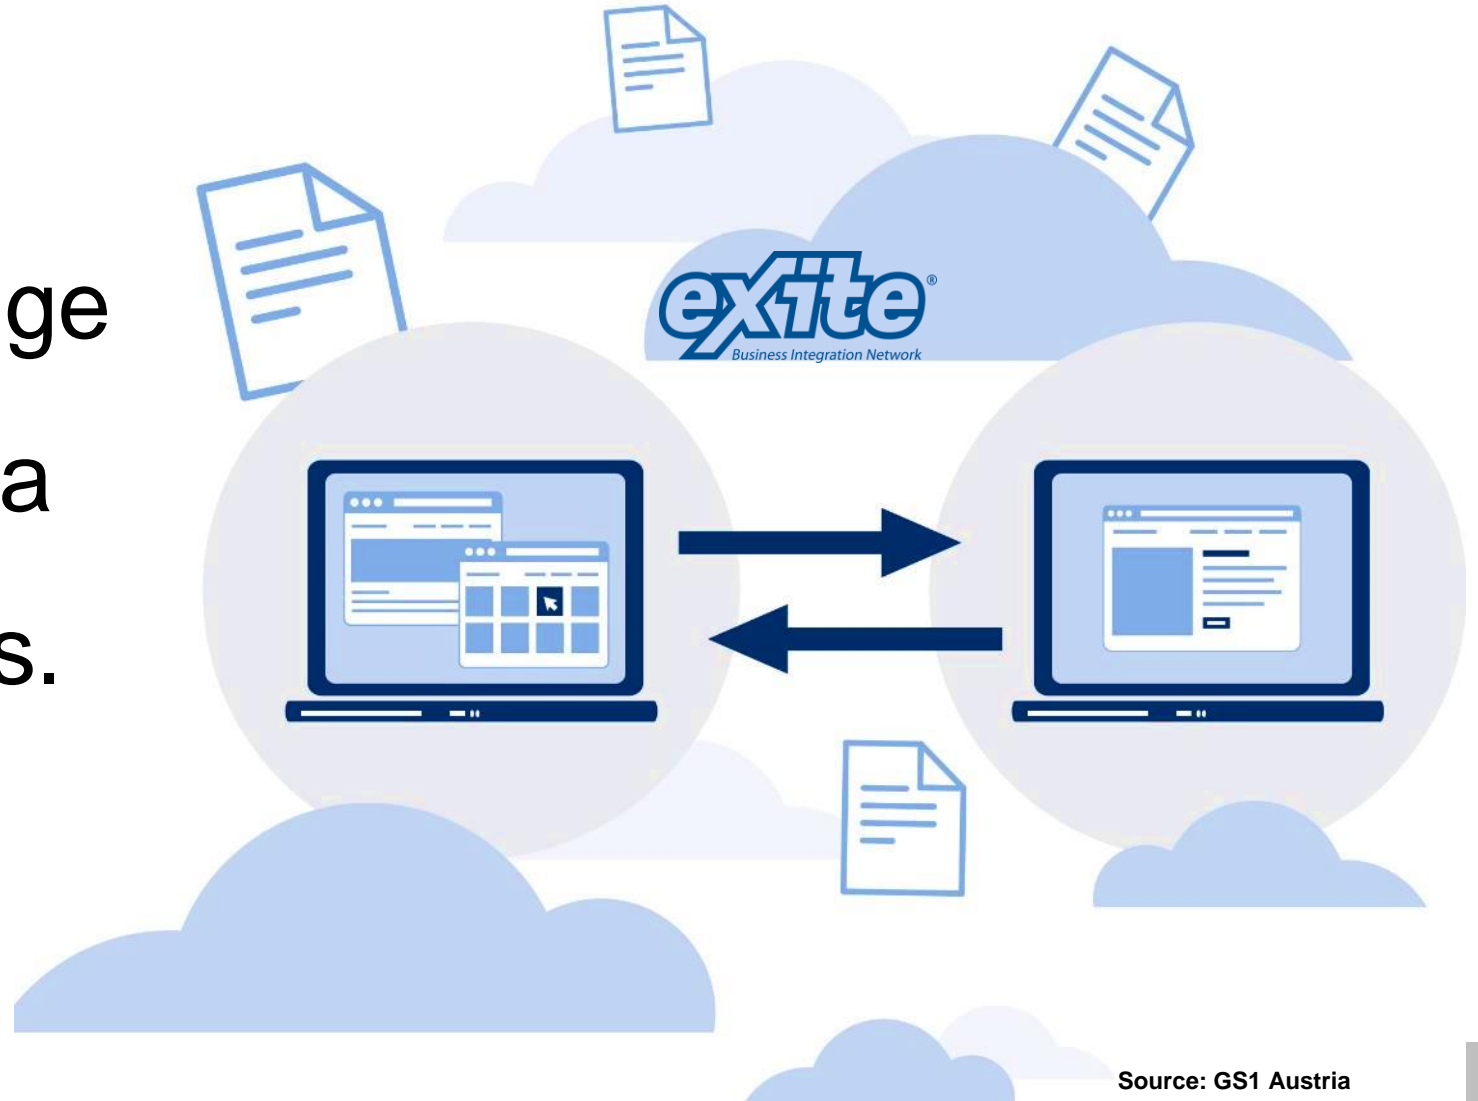 ge
a
s.
exite®
Business Integration Network
Source: GS1 Austria